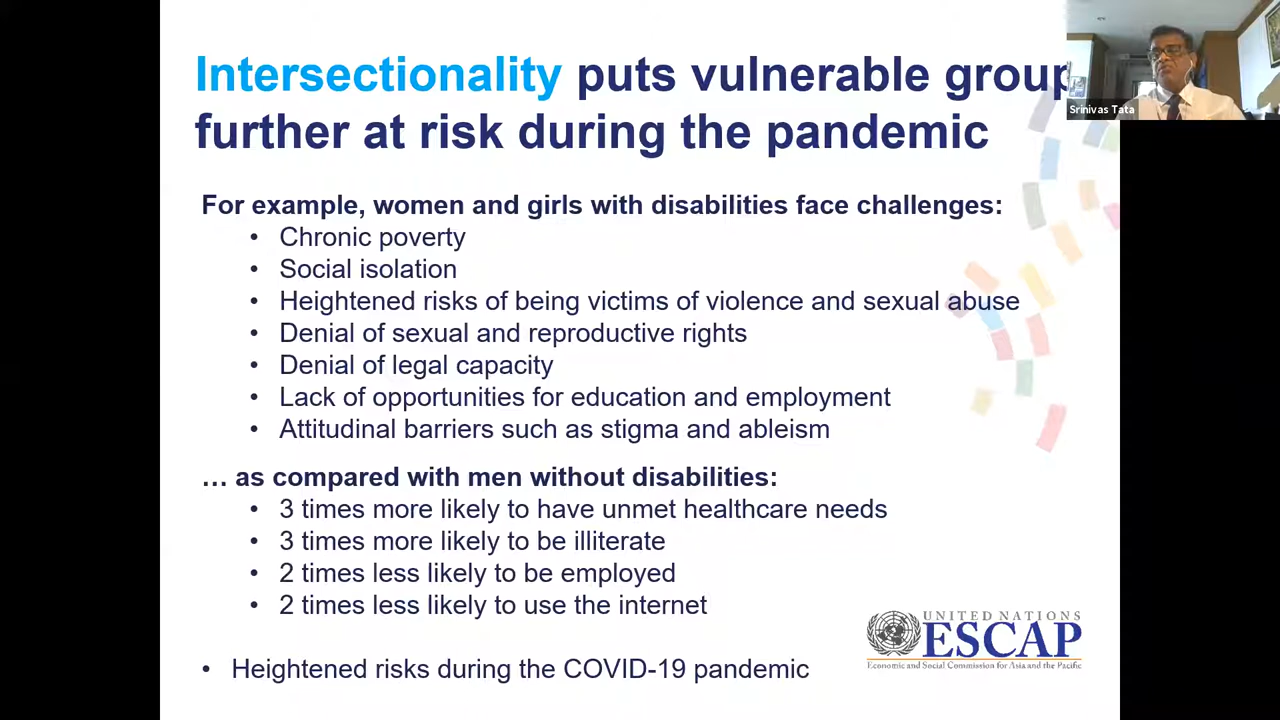 Intersectionality puts vulnerable group
further at risk during the pandemic
Srinivas Tata
For example, women and girls with disabilities face challenges:
• Chronic poverty
• Social isolation
• Heightened risks of being victims of violence and sexual abuse
• Denial of sexual and reproductive rights
• Denial of legal capacity
• Lack of opportunities for education and employment
• Attitudinal barriers such as stigma and ableism
… as compared with men without disabilities:
• 3 times more likely to have unmet healthcare needs
• 3 times more likely to be illiterate
• 2 times less likely to be employed
• 2 times less likely to use the internet
UNITED NATIONS
ESCAP
Economic and Social Commission for Asia and the Pacific
• Heightened risks during the COVID-19 pandemic